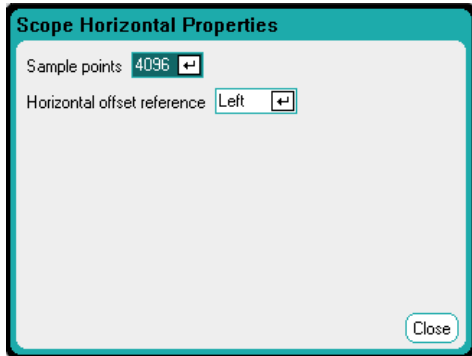 Scope Horizontal Properties
Sample points 4096
Horizontal offset reference Left
Close